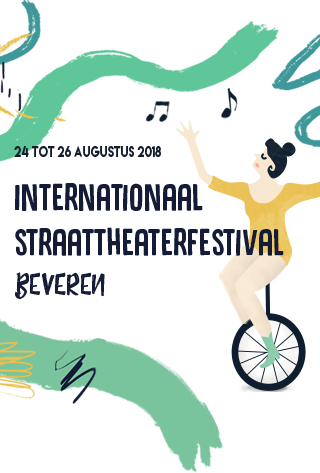 24 TOT 26 AUGUSTUS 2018
INTERNATIONAAL
STRAATTHEATERFESTIVAL
BEVEREN